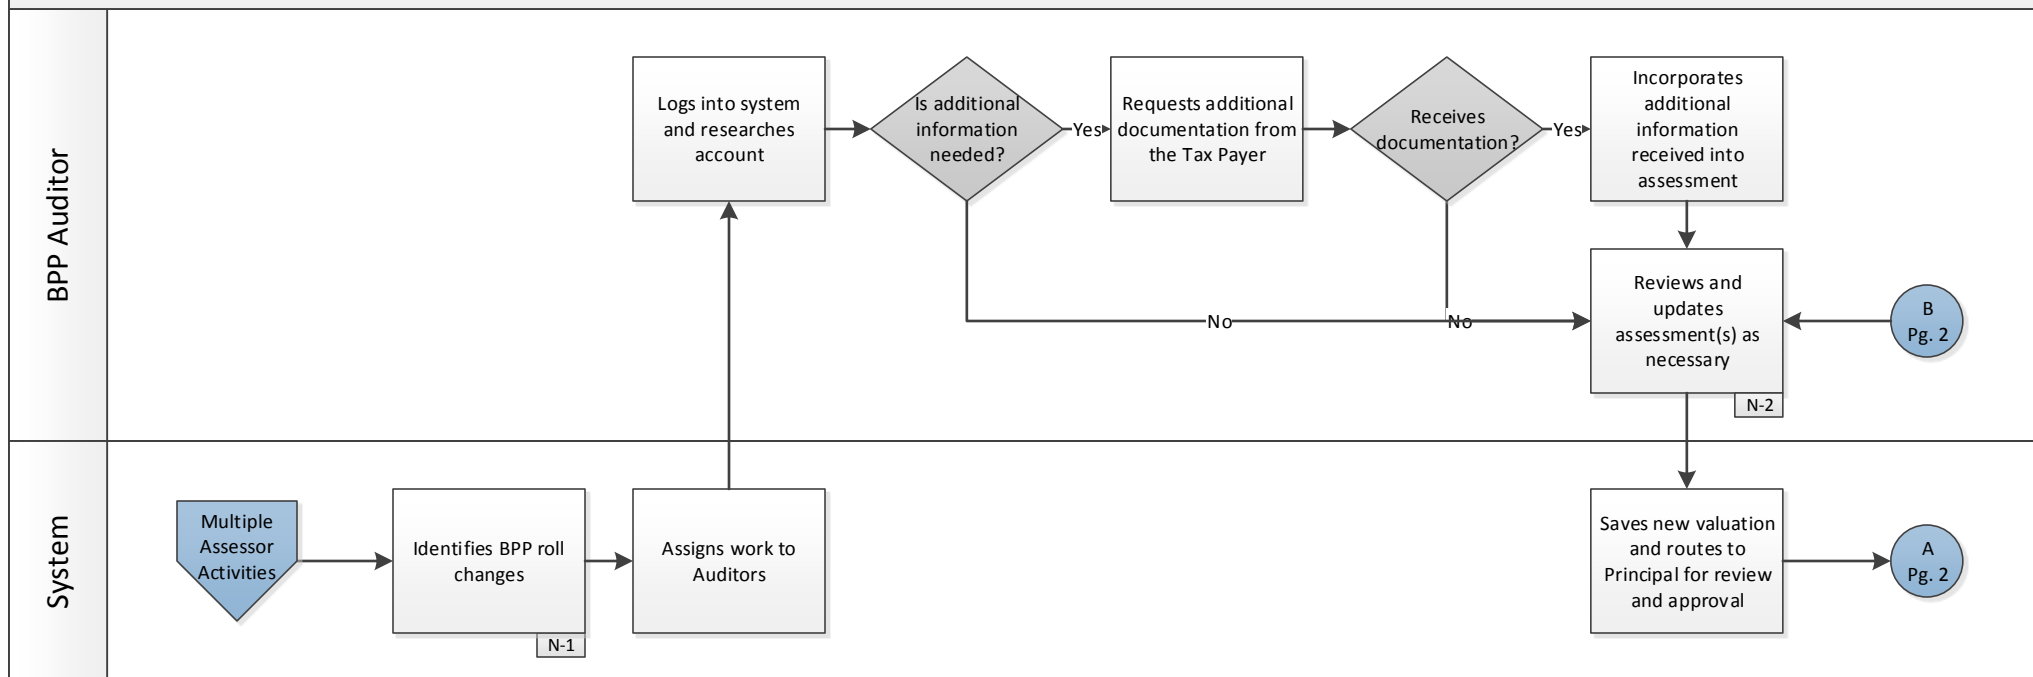 BPP Auditor
Logs into system
and researches
account
Is additional
information
needed?
Yes
Requests additional
documentation from
the Tax Payer
Receives
documentation?
Yes
Incorporates
additional
information
received into
assessment
No
No
Reviews and
updates
assessment(s) as
necessary
N-2
B
Pg. 2
System
Multiple
Assessor
Activities
Identifies BPP roll
changes
N-1
Assigns work to
Auditors
Saves new valuation
and routes to
Principal for review
and approval
A
Pg. 2